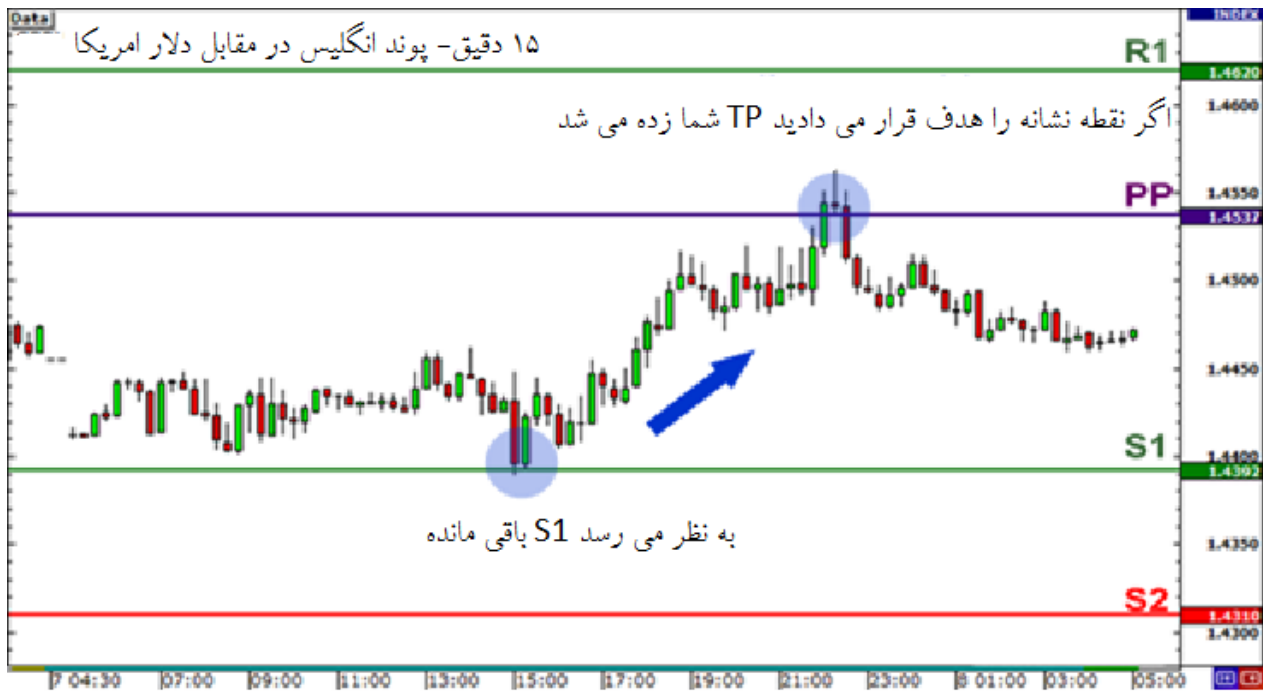 Data
INDEX
۱۵ دقیق- پوند انگلیس در مقابل دلار امریکا
R1
1.4620
1.4600
اگر نقطه نشانه را هدف قرار می دادید TP شما زده می شد
1.4550
PP
1.4537
1.4500
1.4450
S1
1.4400
1.4392
به نظر می رسد S1 باقی مانده
1.4350
S2
1.4310
1.4300
7 04:30 07:00 09:00 11:00 13:00 15:00 17:00 19:00 21:00 23:00 8 01:00 03:00 05:00